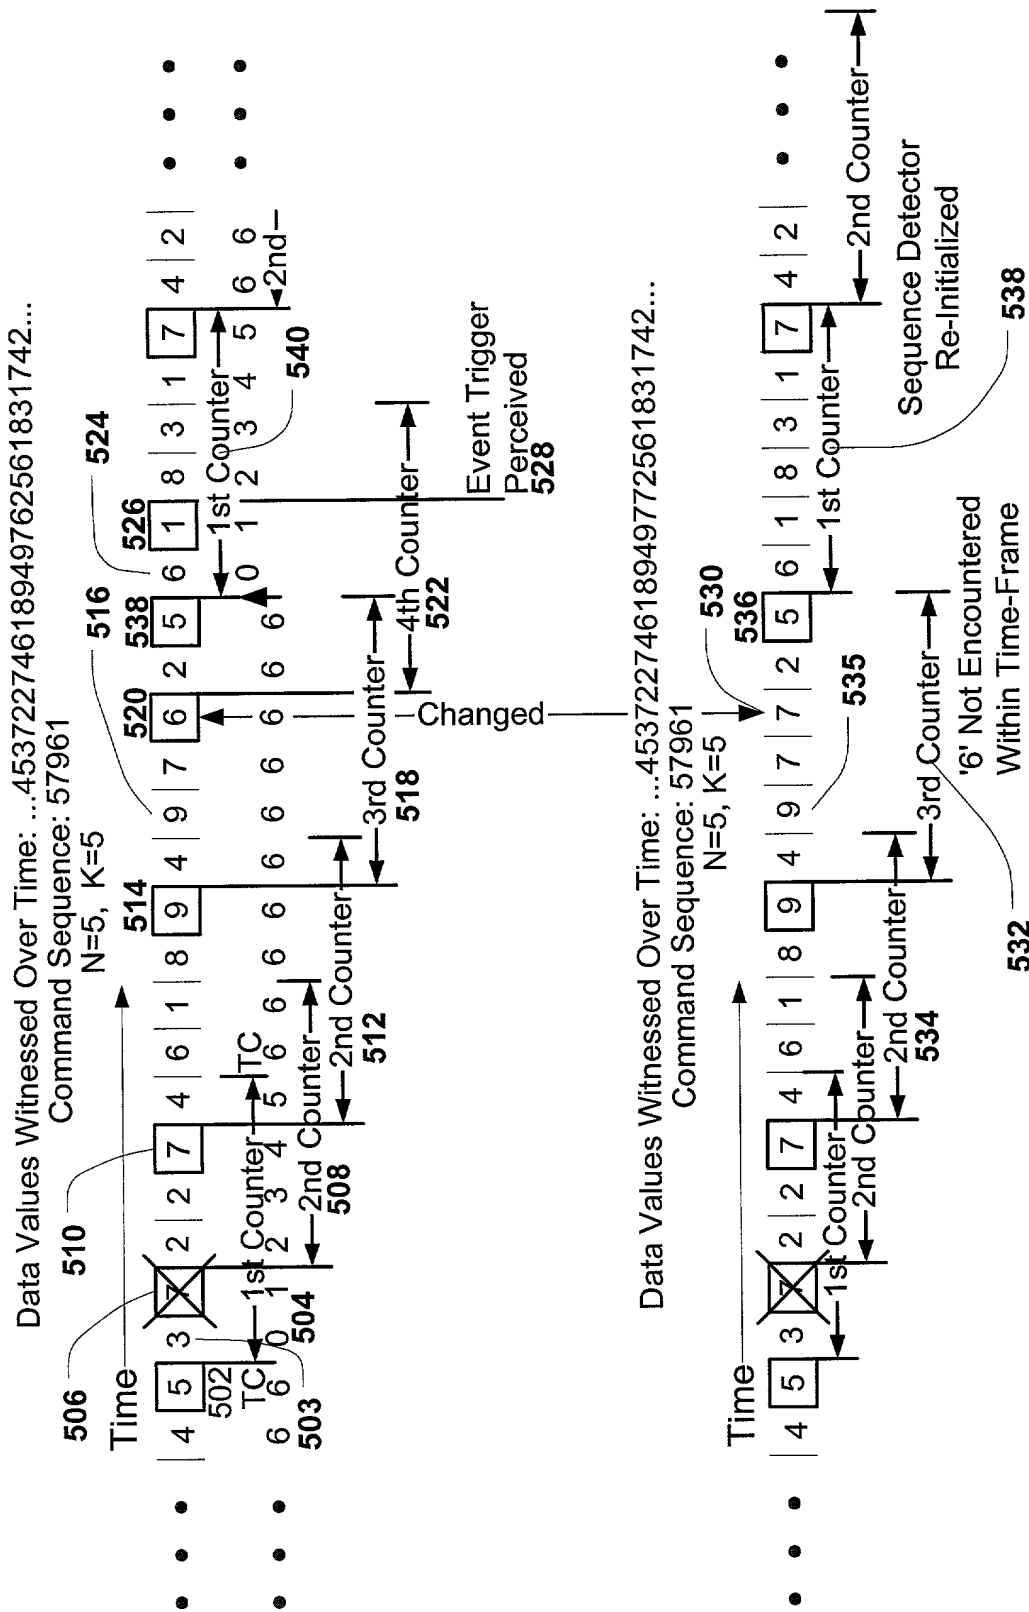 Data Values Witnessed Over Time: ...45372274618949762561831742...
Command Sequence: 57961
N=5, K=5
506 510 514 516 520 538 524 526
Time
4 5 3 7 2 2 7 4 6 1 8 9 4 9 7 6 2 5 6 1 8 3 1 7 4 2
502
TC 1st Counter TC 1st Counter
6 6 0 1 2 3 4 5 6 6 6 6 6 6 6 6 6 6 0 1 2 3 4 5 6 6
503 504 540
2nd Counter 2nd
508
2nd Counter
512
3rd Counter
518
4th Counter
522
Event Trigger
Perceived
528
Changed
Data Values Witnessed Over Time: ...45372274618949772561831742...
Command Sequence: 57961
N=5, K=5
530
536
Time
4 5 3 7 2 2 7 4 6 1 8 9 4 9 7 7 2 5 6 1 8 3 1 7 4 2
535
1st Counter 1st Counter
2nd Counter 2nd Counter
2nd Counter
534
3rd Counter
532
'6' Not Encountered
Within Time-Frame
Sequence Detector
Re-Initialized
538